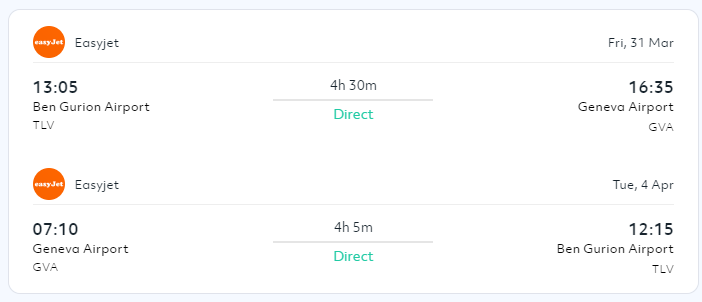 easyJet Easyjet Fri, 31 Mar
13:05 4h 30m 16:35
Ben Gurion Airport Direct Geneva Airport
TLV GVA
easyJet Easyjet Tue, 4 Apr
07:10 4h 5m 12:15
Geneva Airport Direct Ben Gurion Airport
GVA TLV